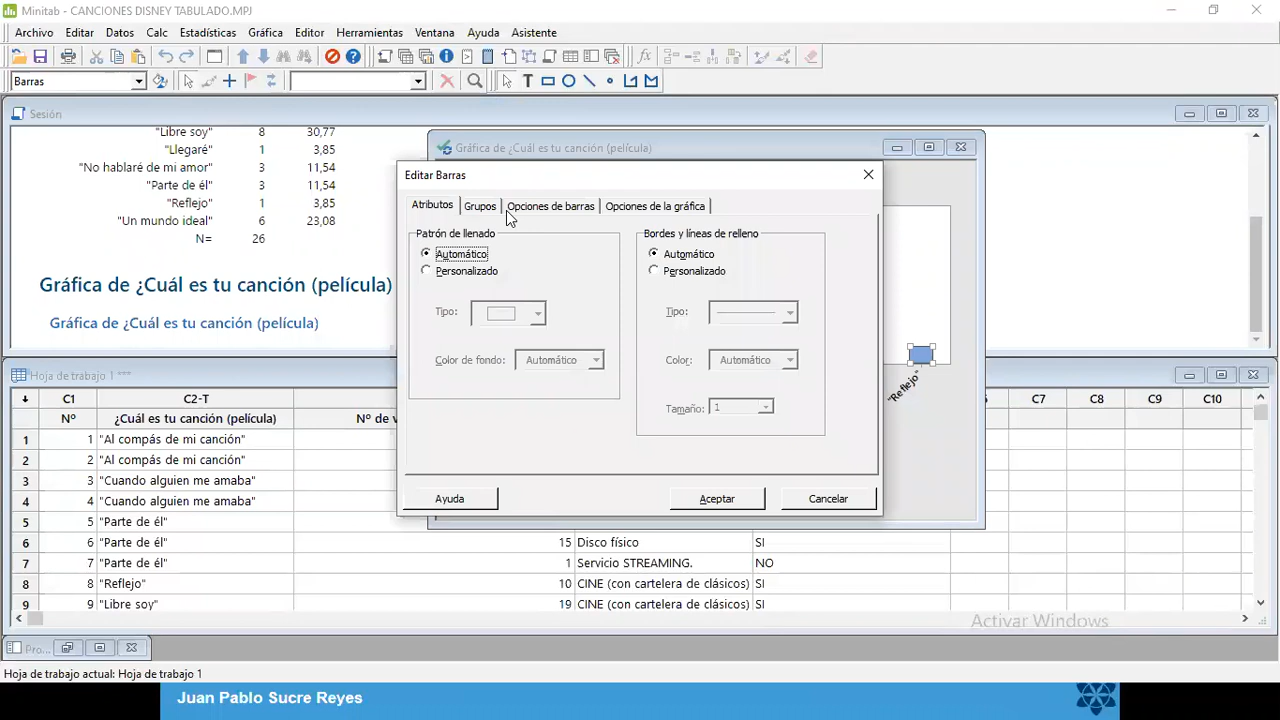 Minitab - CANCIONES DISNEY TABULADO.MPJ
Archivo Editar Datos Calc Estadísticas Gráfica Editor Herramientas Ventana Ayuda Asistente
Barras
Sesión
"Libre soy" 8 30,77
"Llegaré" 1 3,85
"No hablaré de mi amor" 3 11,54
"Parte de él" 3 11,54
"Reflejo" 1 3,85
"Un mundo ideal" 6 23,08
N= 26
Gráfica de ¿Cuál es tu canción (película)
Gráfica de ¿Cuál es tu canción (película)
Gráfica de ¿Cuál es tu canción (película)
"Reflejo"
Editar Barras
Atributos Grupos Opciones de barras Opciones de la gráfica
Patrón de llenado
Automático
Personalizado
Tipo:
Color de fondo: Automático
Bordes y líneas de relleno
Automático
Personalizado
Tipo:
Color: Automático
Tamaño: 1
Ayuda Aceptar Cancelar
Hoja de trabajo 1 ***
C1 C2-T C7 C8 C9 C10
Nº ¿Cuál es tu canción (película) Nº de v
1 1 "Al compás de mi canción"
2 2 "Al compás de mi canción"
3 3 "Cuando alguien me amaba"
4 4 "Cuando alguien me amaba"
5 5 "Parte de él"
6 6 "Parte de él" 15 Disco físico SI
7 7 "Parte de él" 1 Servicio STREAMING. NO
8 8 "Reflejo" 10 CINE (con cartelera de clásicos) SI
9 9 "Libre soy" 19 CINE (con cartelera de clásicos) SI
Activar Windows
Pro...
Hoja de trabajo actual: Hoja de trabajo 1
Juan Pablo Sucre Reyes